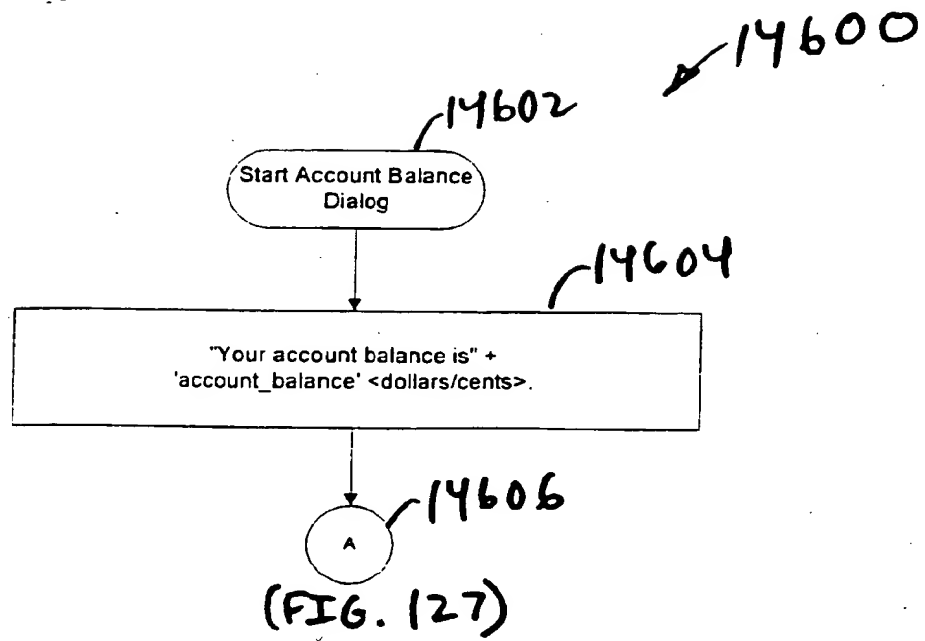 14600
14602
Start Account Balance
Dialog
14604
"Your account balance is" +
'account_balance' <dollars/cents>.
14606
A
(FIG. 127)